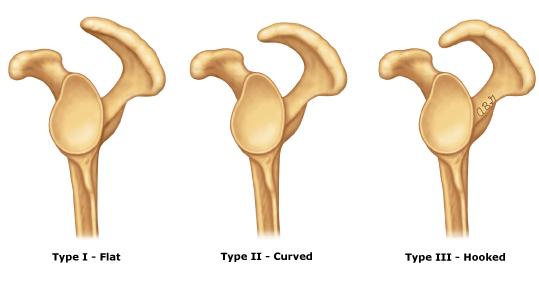 Type I - Flat
Type II - Curved
Type III - Hooked